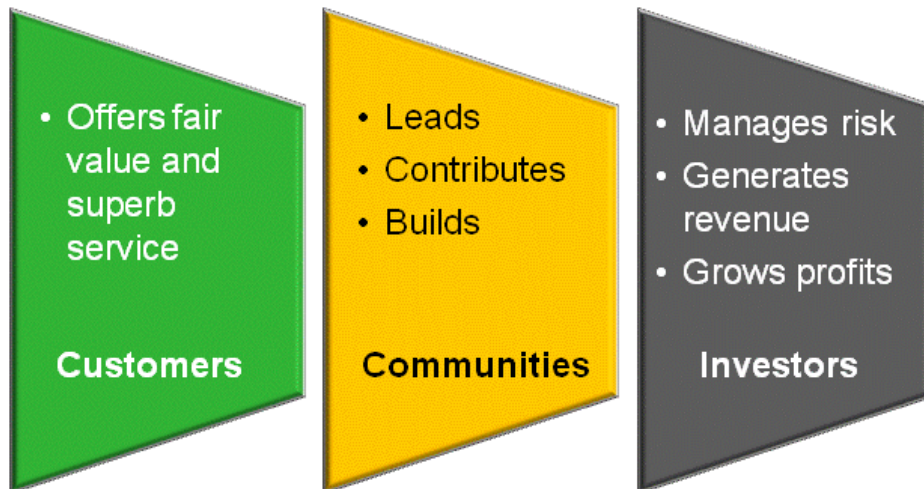 • Offers fair
value and
superb
service
Customers
• Leads
• Contributes
• Builds
Communities
• Manages risk
• Generates
revenue
• Grows profits
Investors